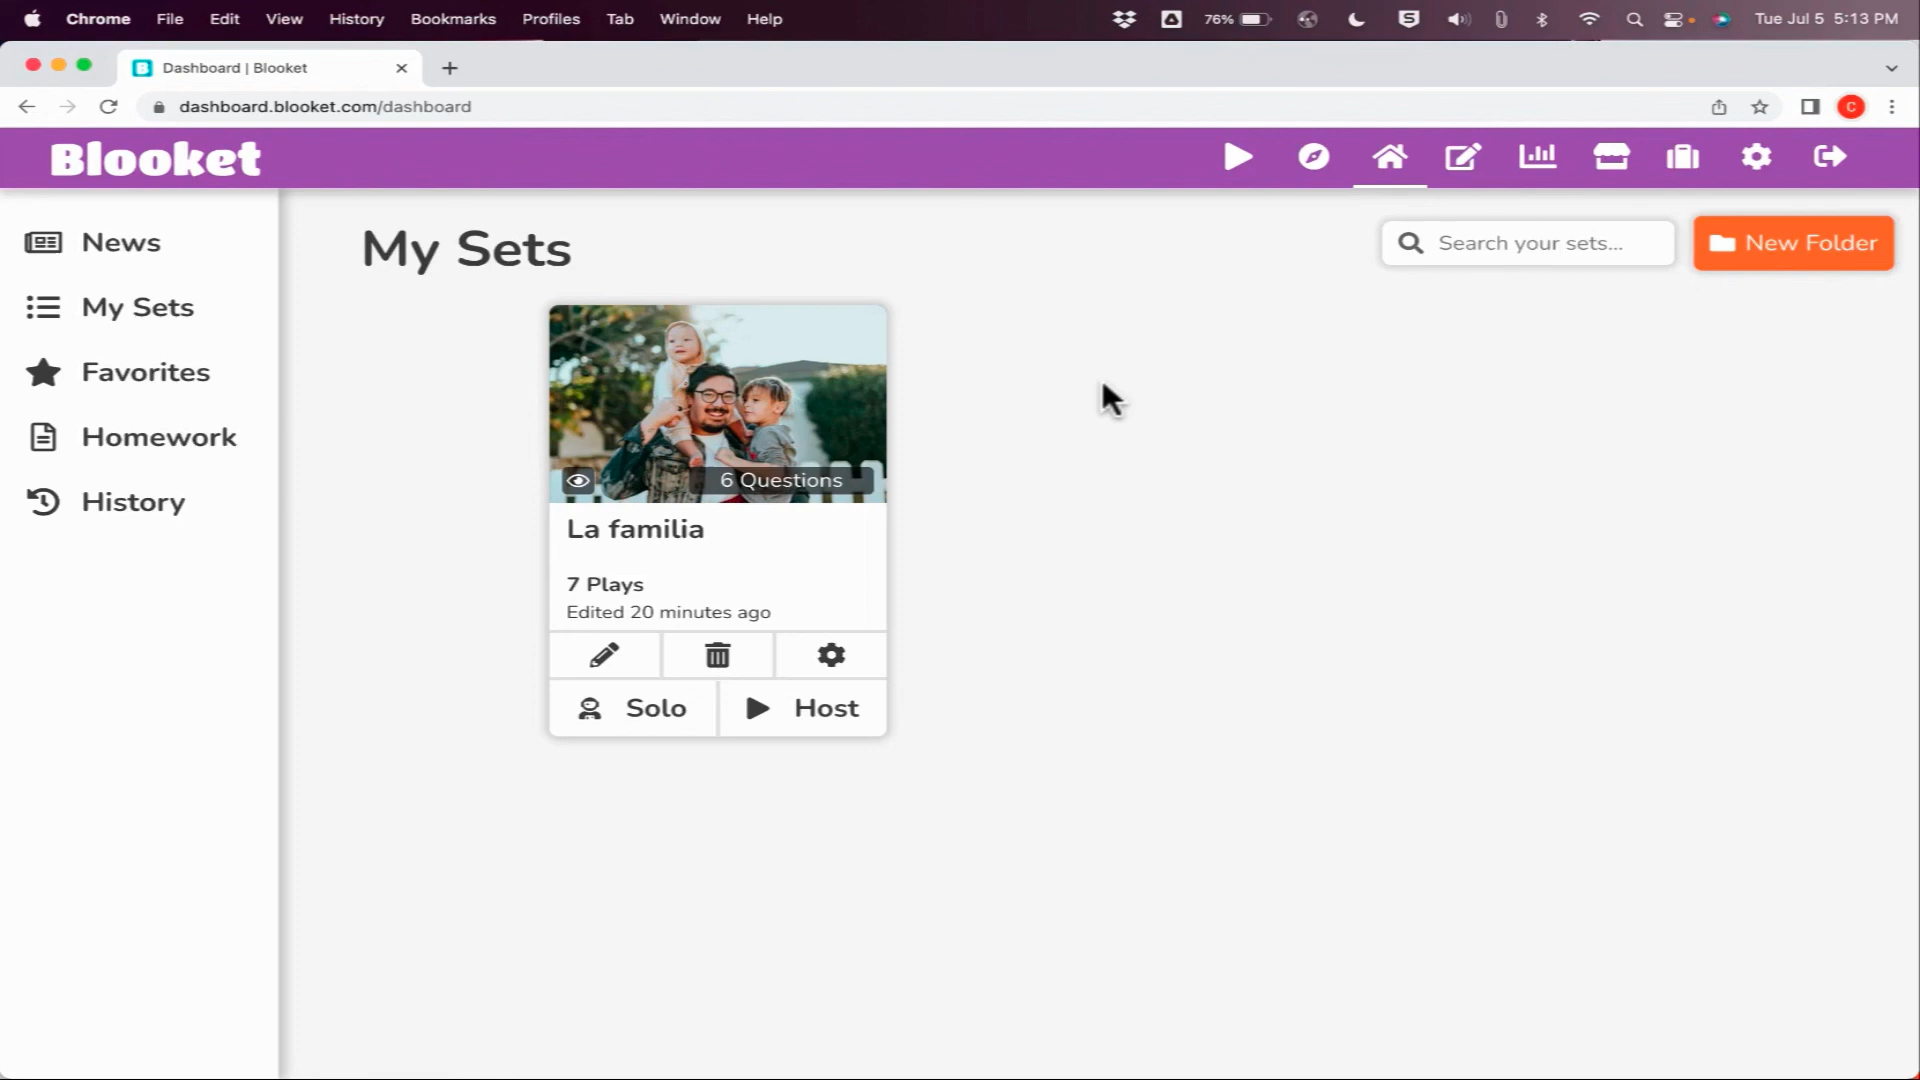 Chrome File Edit View History Bookmarks Profiles Tab Window Help 76% Tue Jul 5 5:13 PM
Dashboard | Blooket
dashboard.blooket.com/dashboard
C
Blooket
News
My Sets
Favorites
Homework
History
My Sets
Search your sets...
New Folder
6 Questions
La familia
7 Plays
Edited 20 minutes ago
Solo
Host